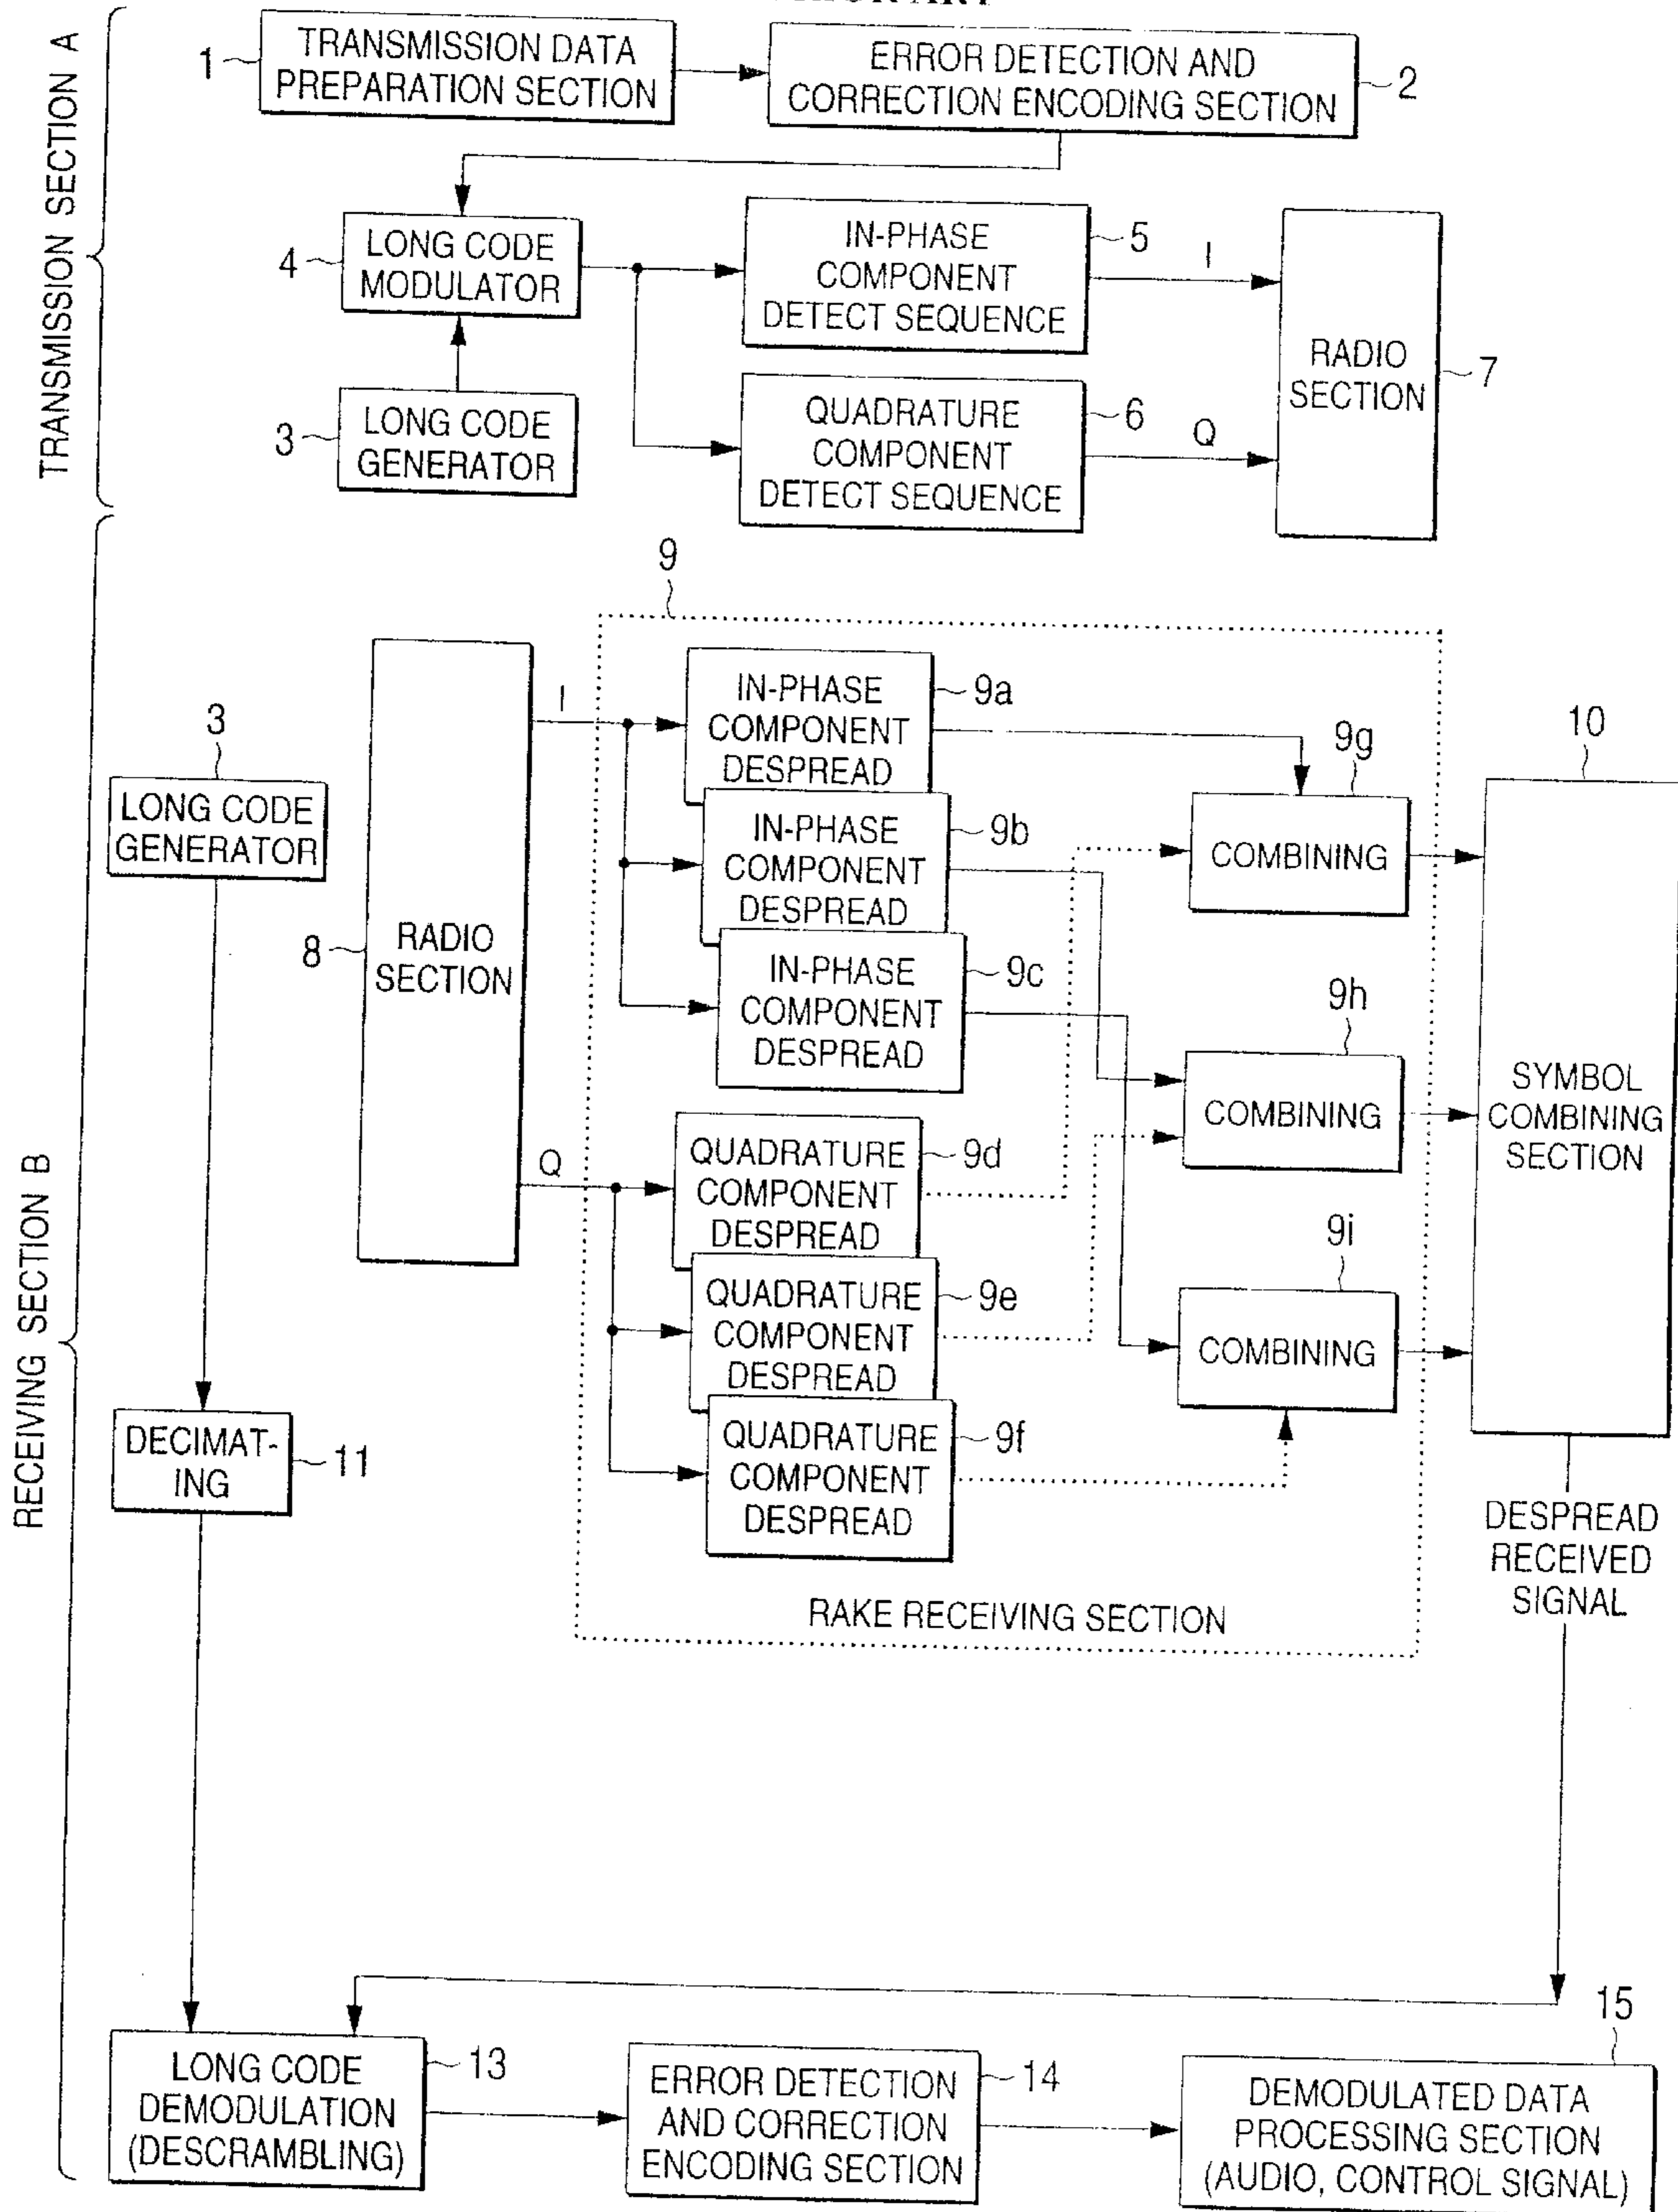 TRANSMISSION SECTION A
1
TRANSMISSION DATA
PREPARATION SECTION
ERROR DETECTION AND
CORRECTION ENCODING SECTION
2
4
LONG CODE
MODULATOR
IN-PHASE
COMPONENT
DETECT SEQUENCE
5
I
RADIO
SECTION
7
3
LONG CODE
GENERATOR
QUADRATURE
COMPONENT
DETECT SEQUENCE
6
Q
RECEIVING SECTION B
9
3
LONG CODE
GENERATOR
8
RADIO
SECTION
I
IN-PHASE
COMPONENT
DESPREAD
9a
IN-PHASE
COMPONENT
DESPREAD
9b
IN-PHASE
COMPONENT
DESPREAD
9c
Q
QUADRATURE
COMPONENT
DESPREAD
9d
QUADRATURE
COMPONENT
DESPREAD
9e
QUADRATURE
COMPONENT
DESPREAD
9f
9g
COMBINING
9h
COMBINING
9i
COMBINING
10
SYMBOL
COMBINING
SECTION
DECIMAT-
ING
11
RAKE RECEIVING SECTION
DESPREAD
RECEIVED
SIGNAL
LONG CODE
DEMODULATION
(DESCRAMBLING)
13
ERROR DETECTION
AND CORRECTION
ENCODING SECTION
14
15
DEMODULATED DATA
PROCESSING SECTION
(AUDIO, CONTROL SIGNAL)